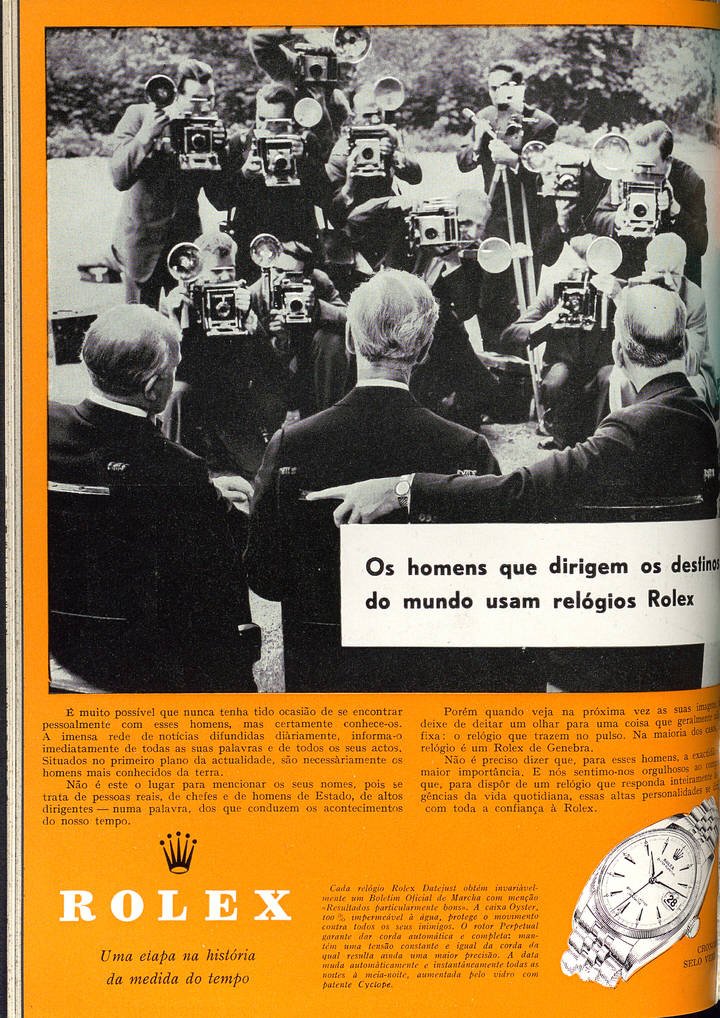 Os homens que dirigem os destinos
do mundo usam relógios Rolex
É muito possível que nunca tenha tido ocasião de se encontrar
pessoalmente com esses homens, mas certamente conhece-os.
A imensa rede de notícias difundidas diàriamente, informa-o
imediatamente de todas as suas palavras e de todos os seus actos.
Situados no primeiro plano da actualidade, são necessàriamente os
homens mais conhecidos da terra.
Não é este o lugar para mencionar os seus nomes, pois se
trata de pessoas reais, de chefes e de homens de Estado, de altos
dirigentes — numa palavra, dos que conduzem os acontecimentos
do nosso tempo.
Porém quando veja na próxima vez as suas
deixe de deitar um olhar para uma coisa que geralmente
fixa: o relógio que trazem no pulso. Na maioria dos
relógio é um Rolex de Genebra.
Não é preciso dizer que, para esses homens, a
maior importância. E nós sentimo-nos orgulhosos ao
que, para dispôr de um relógio que responda inteiramente
gências da vida quotidiana, essas altas personalidades se
com toda a confiança à Rolex.
ROLEX
Uma etapa na história
da medida do tempo
Cada relógio Rolex Datejust obtém invariável-
mente um Boletim Oficial de Marcha com menção
«Resultados particularmente bons». A caixa Oyster,
100 % impermeável à água, protege o movimento
contra todos os seus inimigos. O rotor Perpetual
garante dar corda automática e completa: man-
tém uma tensão constante e igual da corda da
qual resulta ainda uma maior precisão. A data
muda automàticamente e instantâneamente todas as
noites à meia-noite, aumentada pelo vidro com
patente Cyclope.
ROLEX
28
SELO